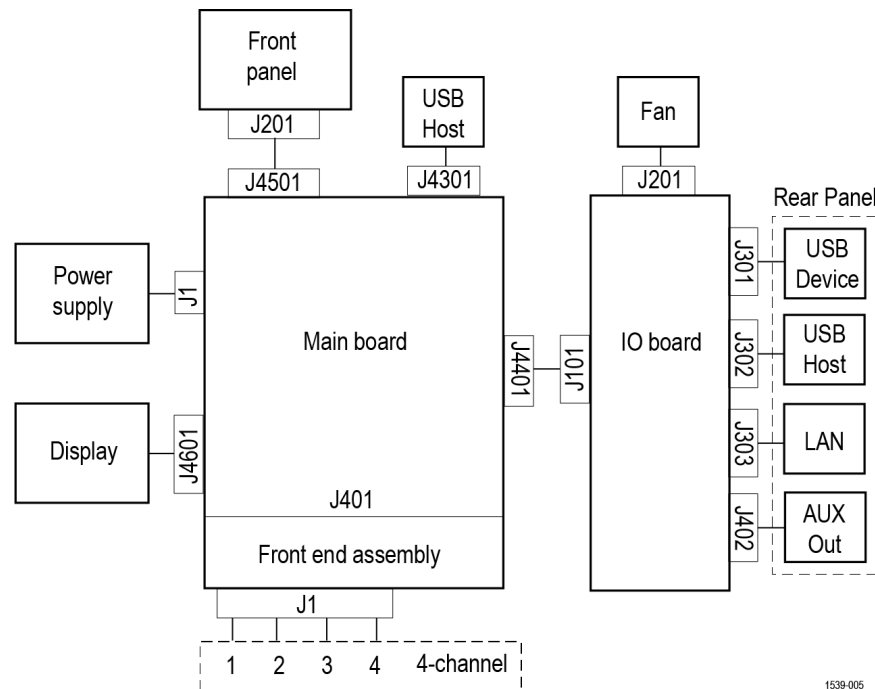 Front
panel
J201
J4501
USB
Host
J4301
Fan
J201
Rear Panel
Power
supply
J1
Main board
J4401
J101
IO board
J301
USB
Device
J302
USB
Host
Display
J4601
J303
LAN
J402
AUX
Out
J401
Front end assembly
J1
1 2 3 4 4-channel
1539-005